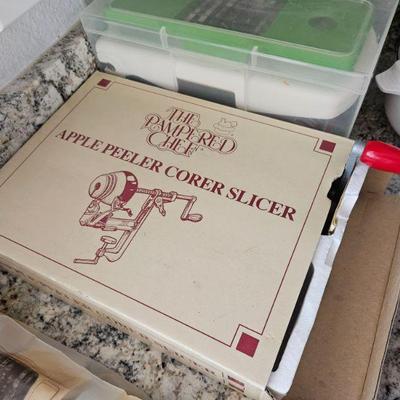 THE
PAMPERED
CHEF
APPLE PEELER CORER SLICER